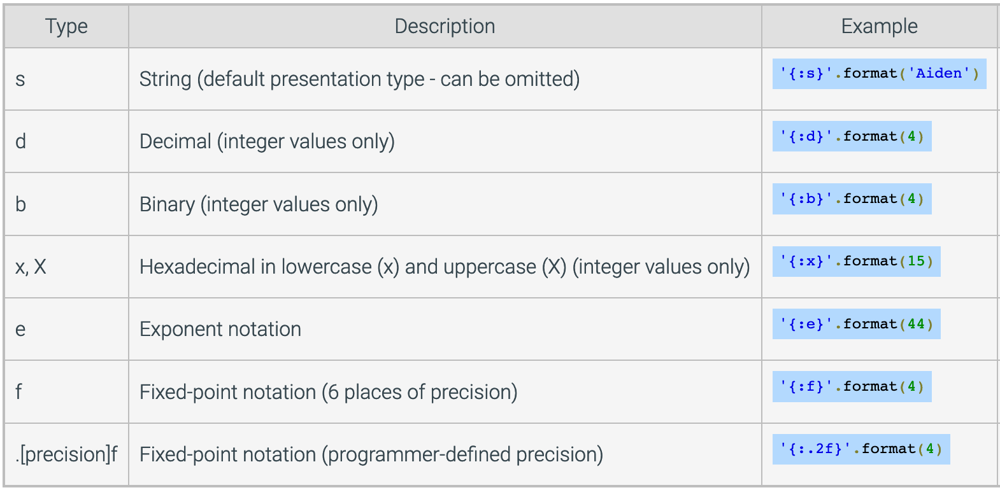 Type Description Example
s String (default presentation type - can be omitted) '{:s}'.format('Aiden')
d Decimal (integer values only) '{:d}'.format(4)
b Binary (integer values only) '{:b}'.format(4)
x, X Hexadecimal in lowercase (x) and uppercase (X) (integer values only) '{:x}'.format(15)
e Exponent notation '{:e}'.format(44)
f Fixed-point notation (6 places of precision) '{:f}'.format(4)
.[precision]f Fixed-point notation (programmer-defined precision) '{:.2f}'.format(4)